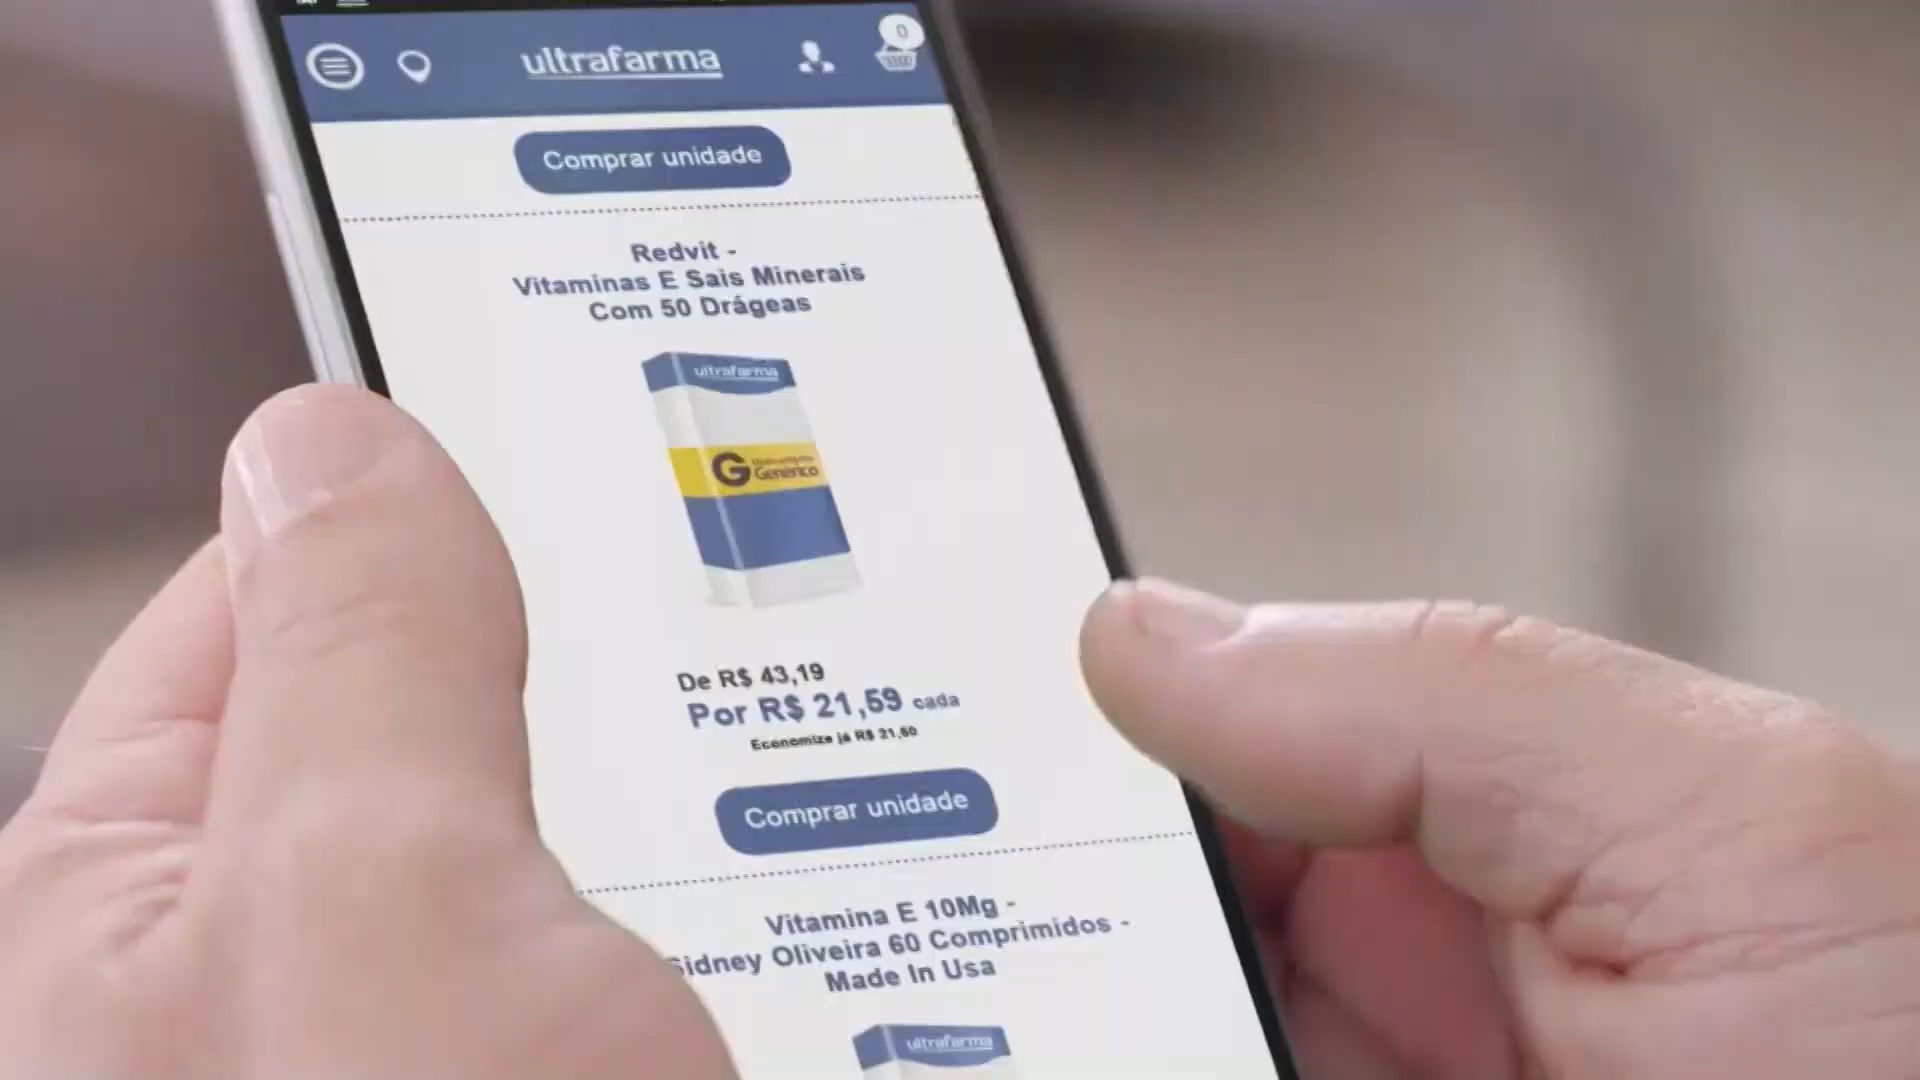 0
ultrafarma
Comprar unidade
Redvit -
Vitaminas E Sais Minerais
Com 50 Drágeas
ultrafarma
G
Genérico
De R$ 43,19
Por R$ 21,59 cada
Economize já R$ 21,60
Comprar unidade
Vitamina E 10Mg -
Sidney Oliveira 60 Comprimidos -
Made In Usa
ultrafarma